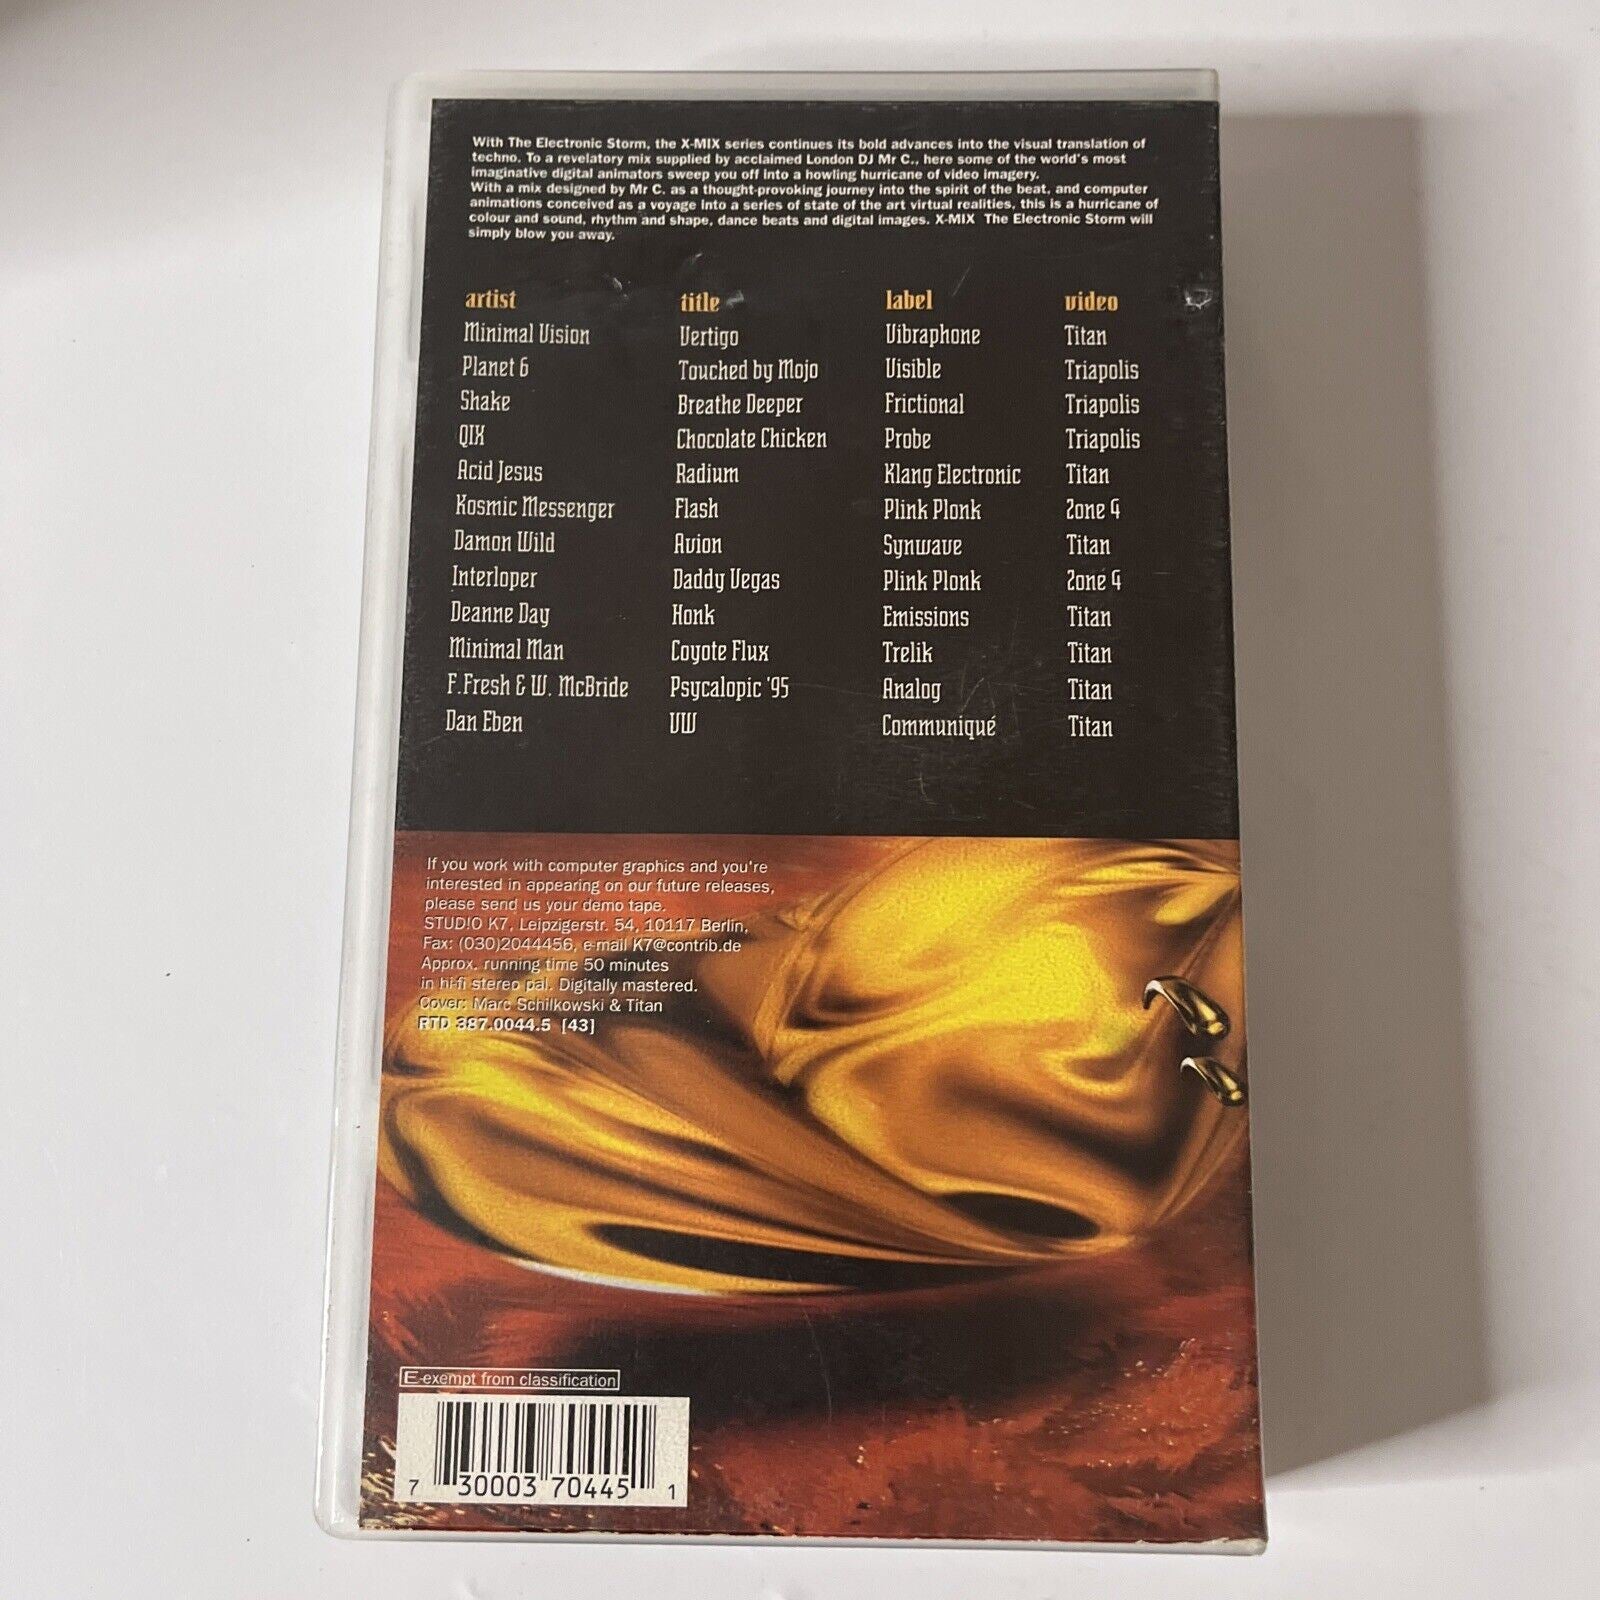 With The Electronic Storm, the X-MIX series continues its bold advances into the visual translation of
techno. To a revelatory mix supplied by acclaimed London DJ Mr C., here some of the world's most
imaginative digital animators sweep you off into a howling hurricane of video imagery.
With a mix designed by Mr C. as a thought-provoking journey into the spirit of the beat, and computer
animations conceived as a voyage into a series of state of the art virtual realities, this is a hurricane of
colour and sound, rhythm and shape, dance beats and digital images. X-MIX The Electronic Storm will
simply blow you away.
artist title label video
Minimal Vision Vertigo Vibraphone Titan
Planet 6 Touched by Mojo Visible Triapolis
Shake Breathe Deeper Frictional Triapolis
QIX Chocolate Chicken Probe Triapolis
Acid Jesus Radium Klang Electronic Titan
Kosmic Messenger Flash Plink Plonk Zone 4
Damon Wild Avion Synwave Titan
Interloper Daddy Vegas Plink Plonk Zone 4
Deanne Day Honk Emissions Titan
Minimal Man Coyote Flux Trelik Titan
F.Fresh & W. McBride Psycalopic '95 Analog Titan
Dan Eben VW Communiqué Titan
If you work with computer graphics and you're
interested in appearing on our future releases,
please send us your demo tape.
STUD!O K7, Leipzigerstr. 54, 10117 Berlin,
Fax: (030)2044456, e-mail K7@contrib.de
Approx. running time 50 minutes
in hi-fi stereo pal. Digitally mastered.
Cover: Marc Schilkowski & Titan
RTD 387.0044.5 [43]
E-exempt from classification
7 30003 70445 1